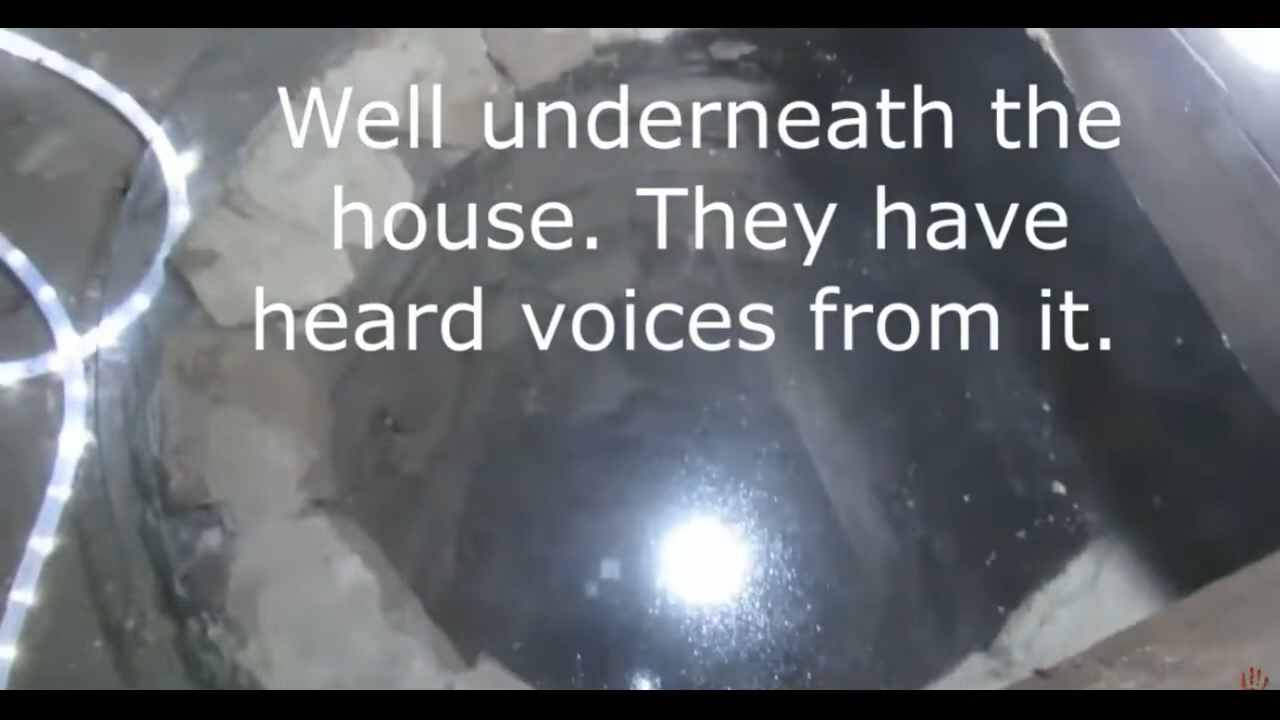 Well underneath the
house. They have
heard voices from it.